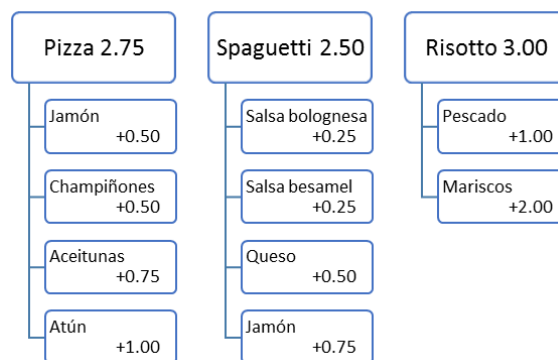 Pizza 2.75
Jamón
+0.50
Champiñones
+0.50
Aceitunas
+0.75
Atún
+1.00
Spaguetti 2.50
Salsa bolognesa
+0.25
Salsa besamel
+0.25
Queso
+0.50
Jamón
+0.75
Risotto 3.00
Pescado
+1.00
Mariscos
+2.00